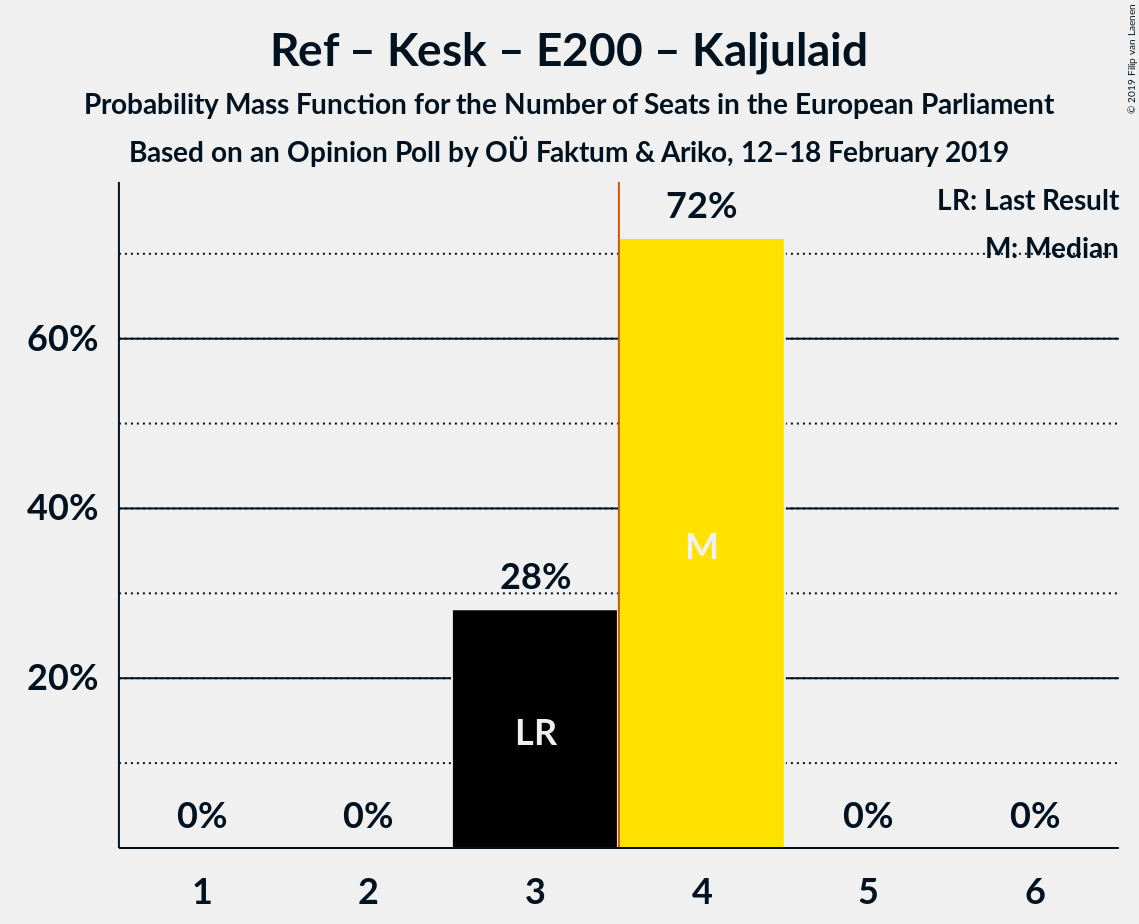 Ref – Kesk – E200 – Kaljulaid
Probability Mass Function for the Number of Seats in the European Parliament
Based on an Opinion Poll by OÜ Faktum & Ariko, 12–18 February 2019
© 2019 Filip van Laenen
LR: Last Result
M: Median
72%
60%
40%
M
28%
20%
LR
0%
0%
0%
0%
1
2
3
4
5
6